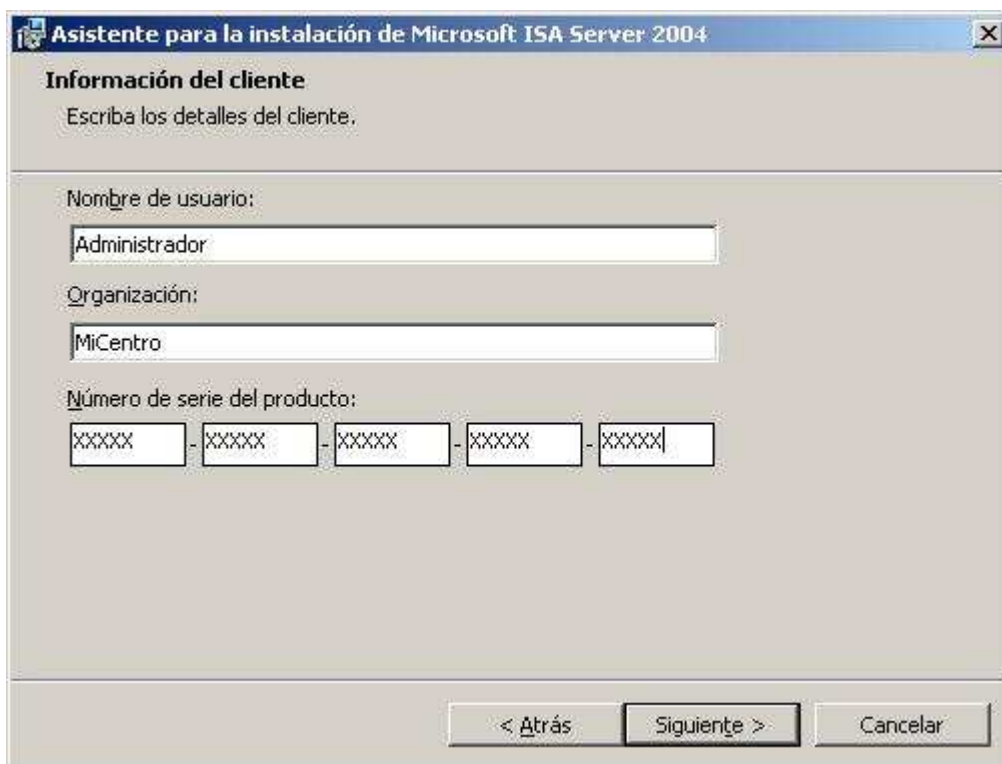 Asistente para la instalación de Microsoft ISA Server 2004
Información del cliente
Escriba los detalles del cliente.
Nombre de usuario:
Administrador
Organización:
MiCentro
Número de serie del producto:
XXXXX - XXXXX - XXXXX - XXXXX - XXXXX
< Atrás Siguiente > Cancelar